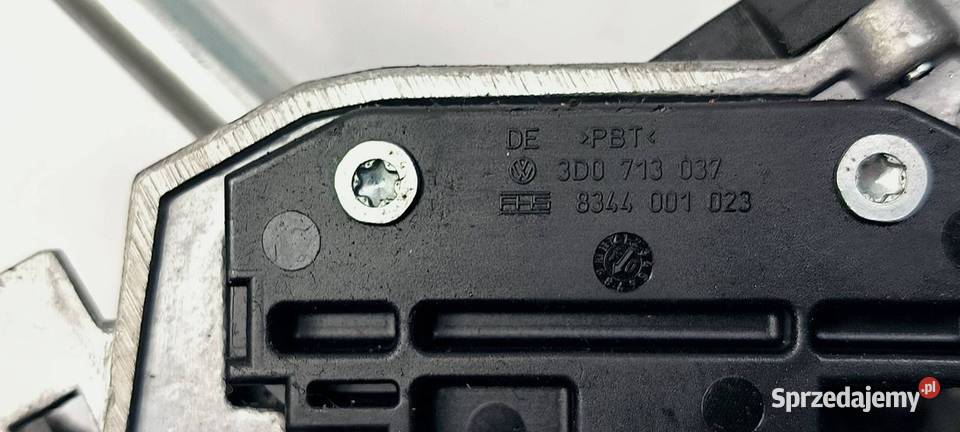 DE >PBT<
3D0 713 037
8344 001 023
Sprzedajemy.pl